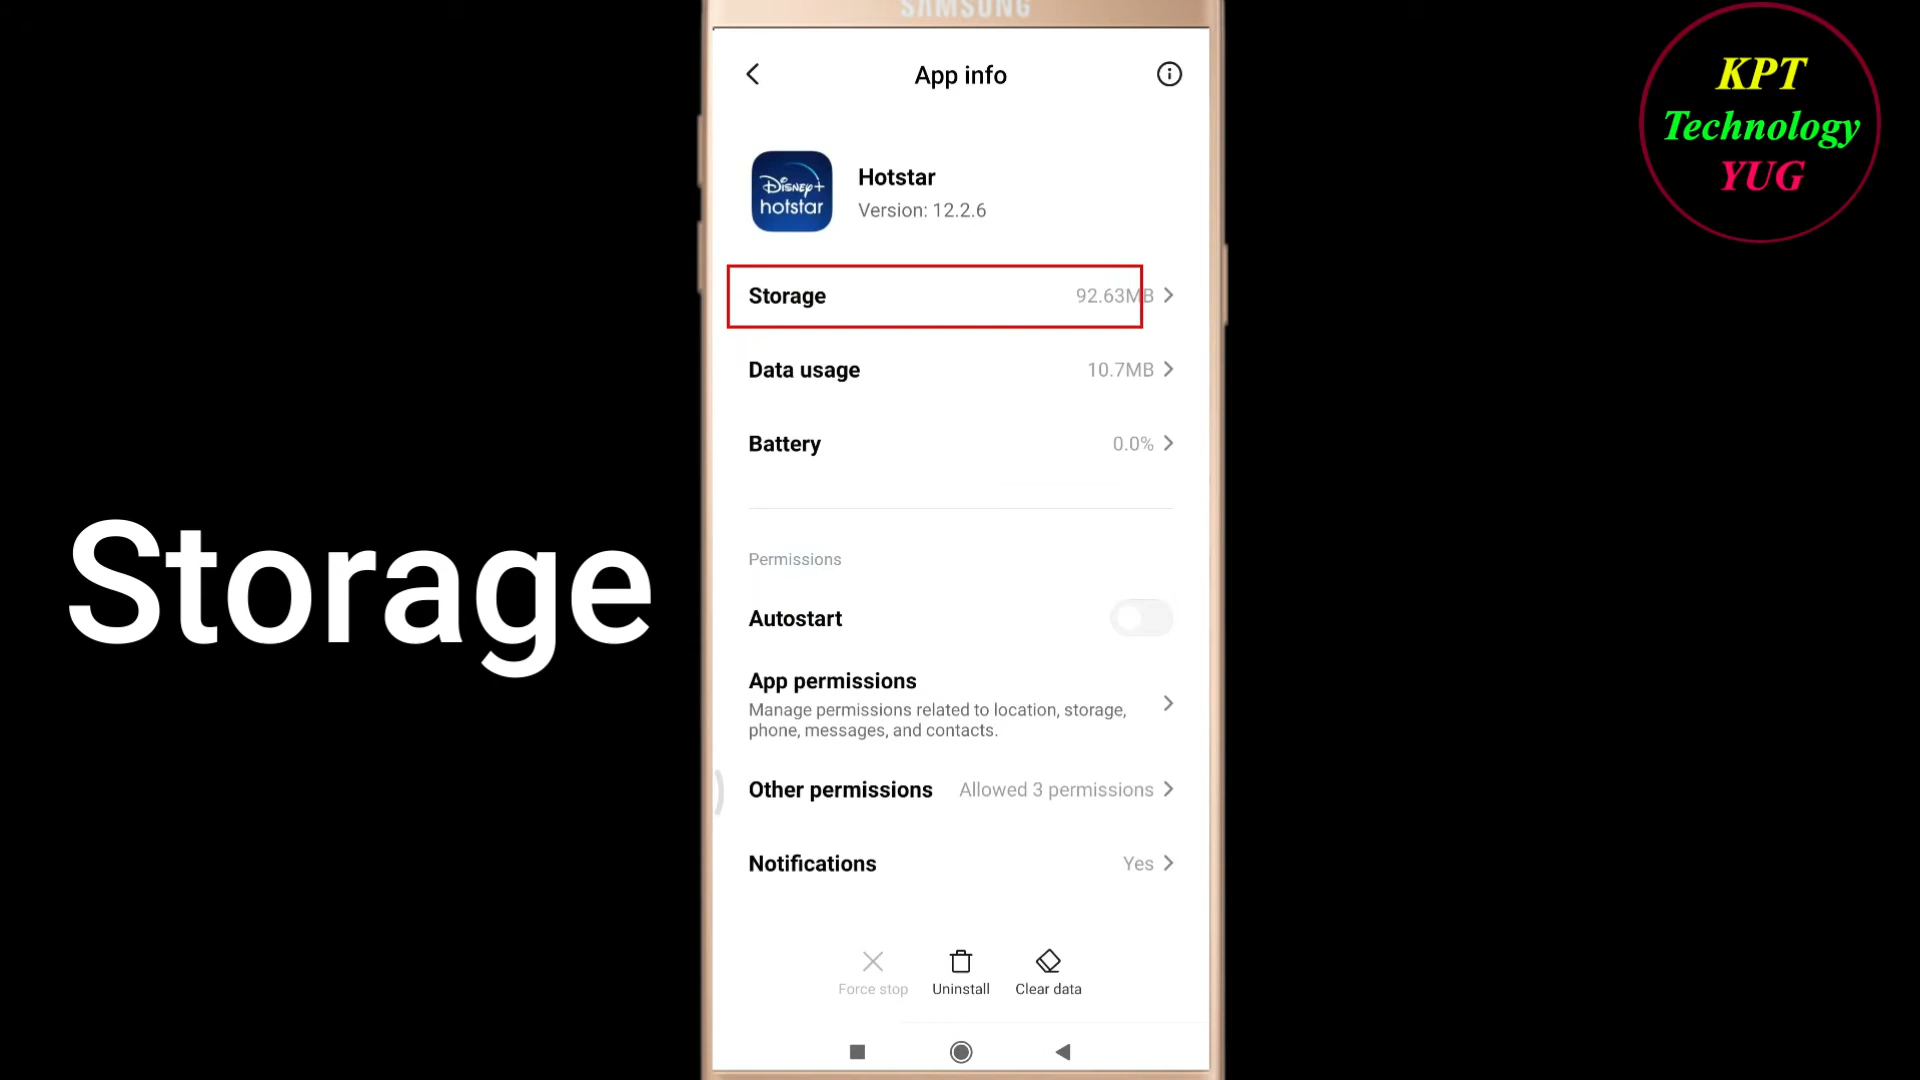 SAMSUNG
App info
KPT
Technology
YUG
Disney+
hotstar
Hotstar
Version: 12.2.6
Storage 92.63MB
Data usage 10.7MB
Battery 0.0%
Storage
Permissions
Autostart
App permissions
Manage permissions related to location, storage,
phone, messages, and contacts.
Other permissions Allowed 3 permissions
Notifications Yes
Force stop Uninstall Clear data